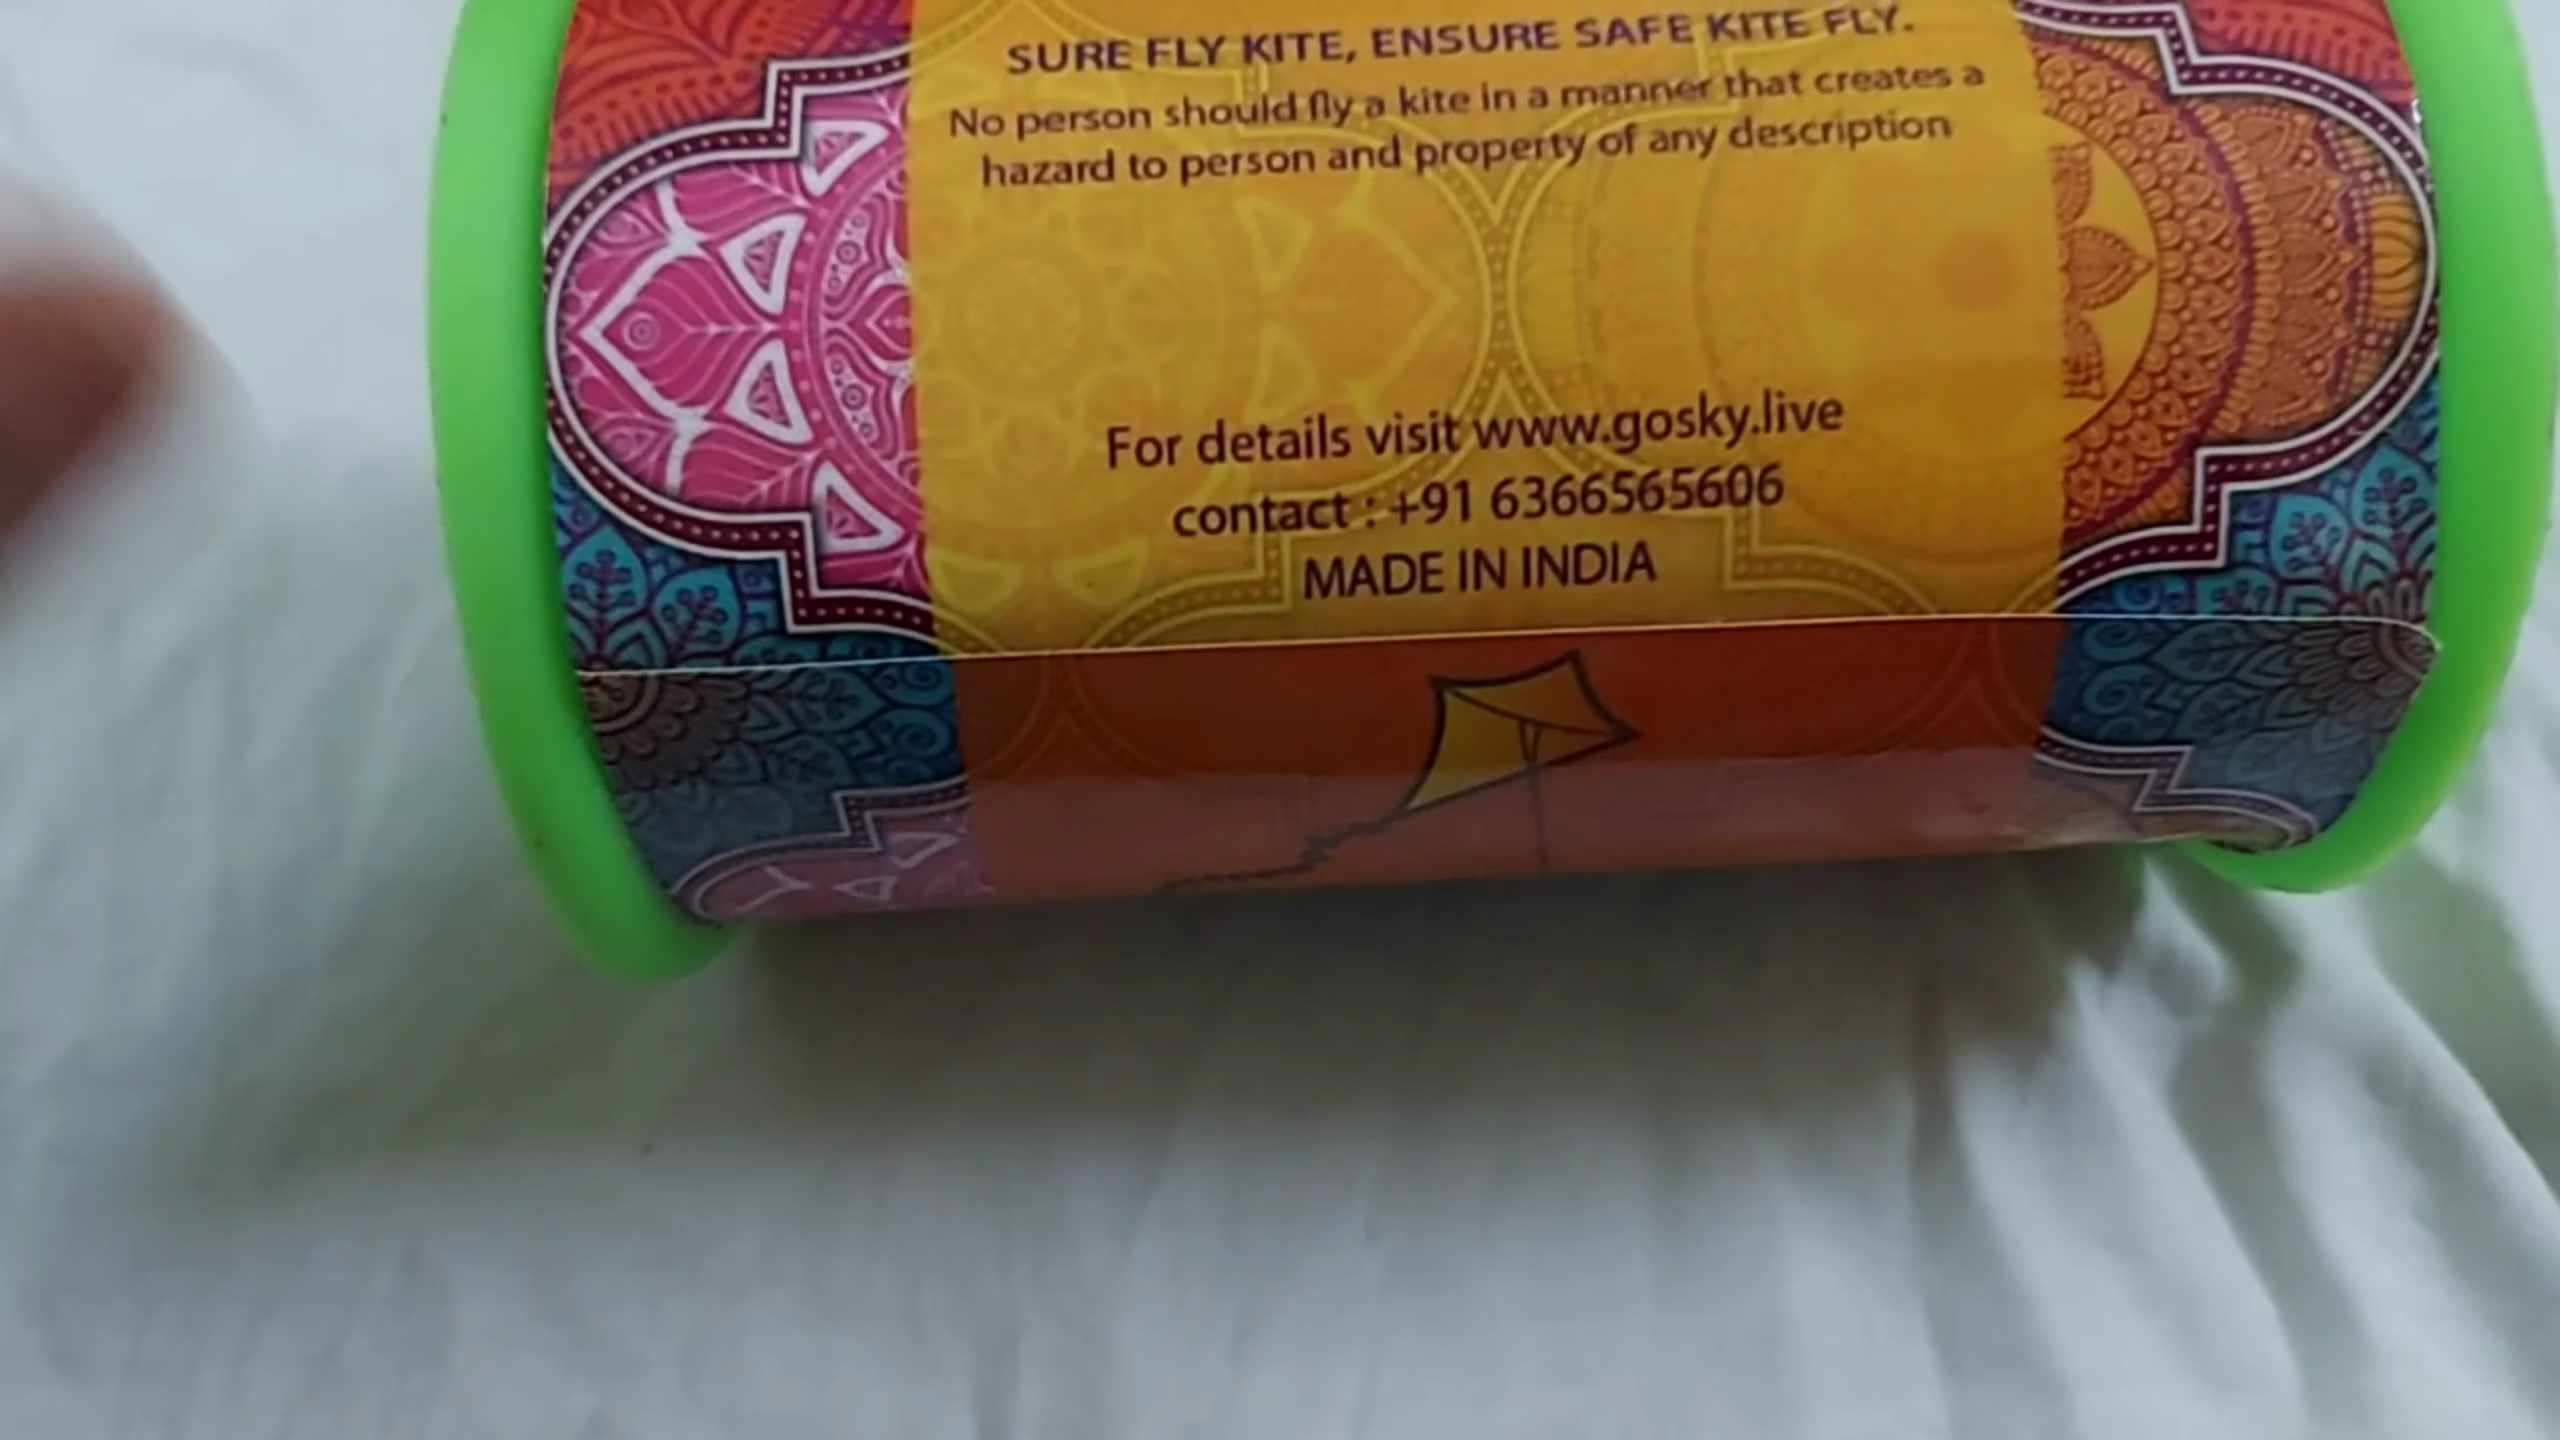 SURE FLY KITE, ENSURE SAFE KITE FLY.
No person should fly a kite in a manner that creates a
hazard to person and property of any description
For details visit www.gosky.live
contact : +91 6366565606
MADE IN INDIA